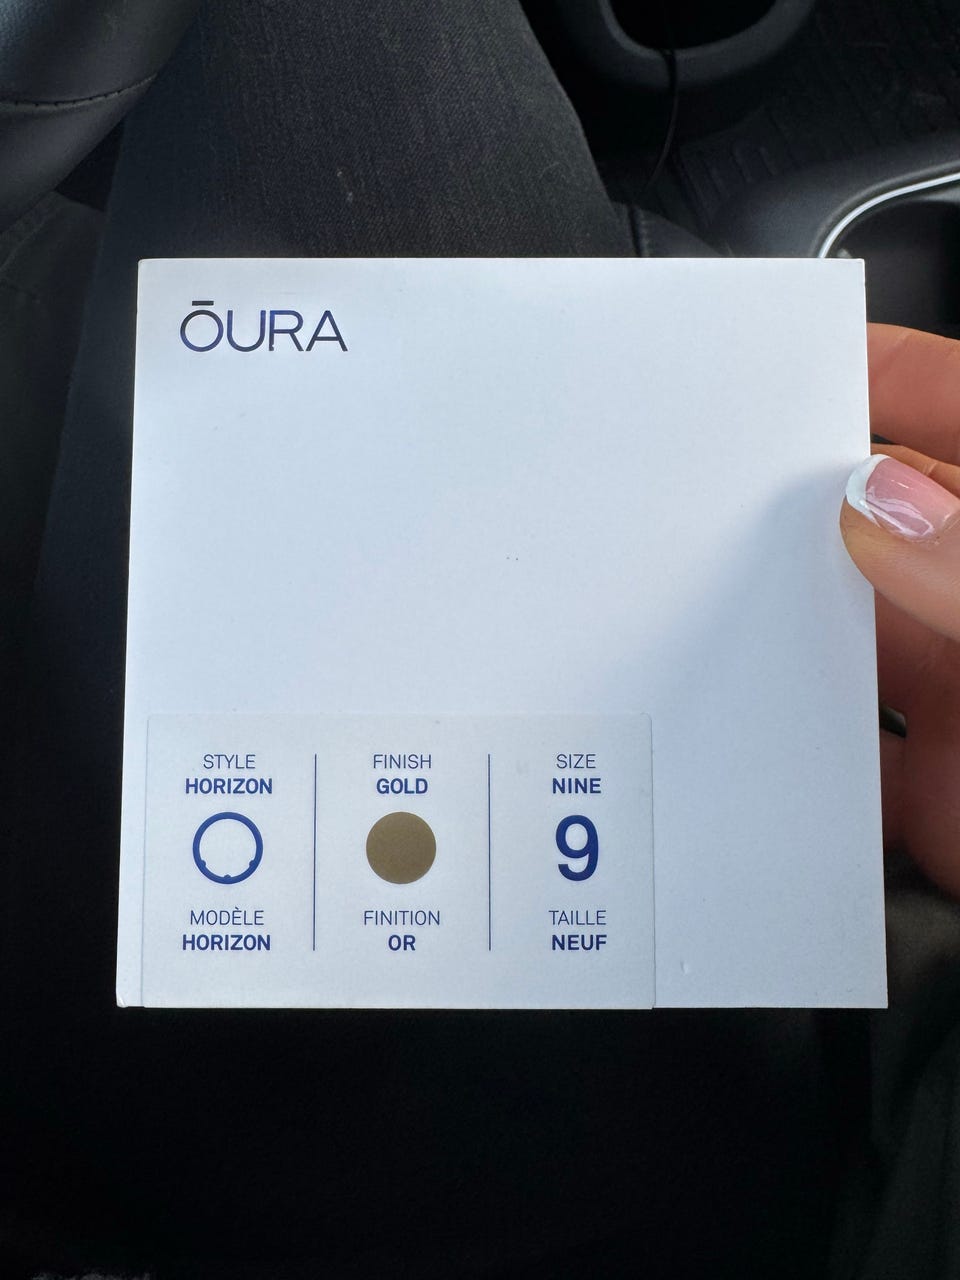 ŌURA
STYLE
HORIZON
MODÈLE
HORIZON
FINISH
GOLD
FINITION
OR
SIZE
NINE
9
TAILLE
NEUF